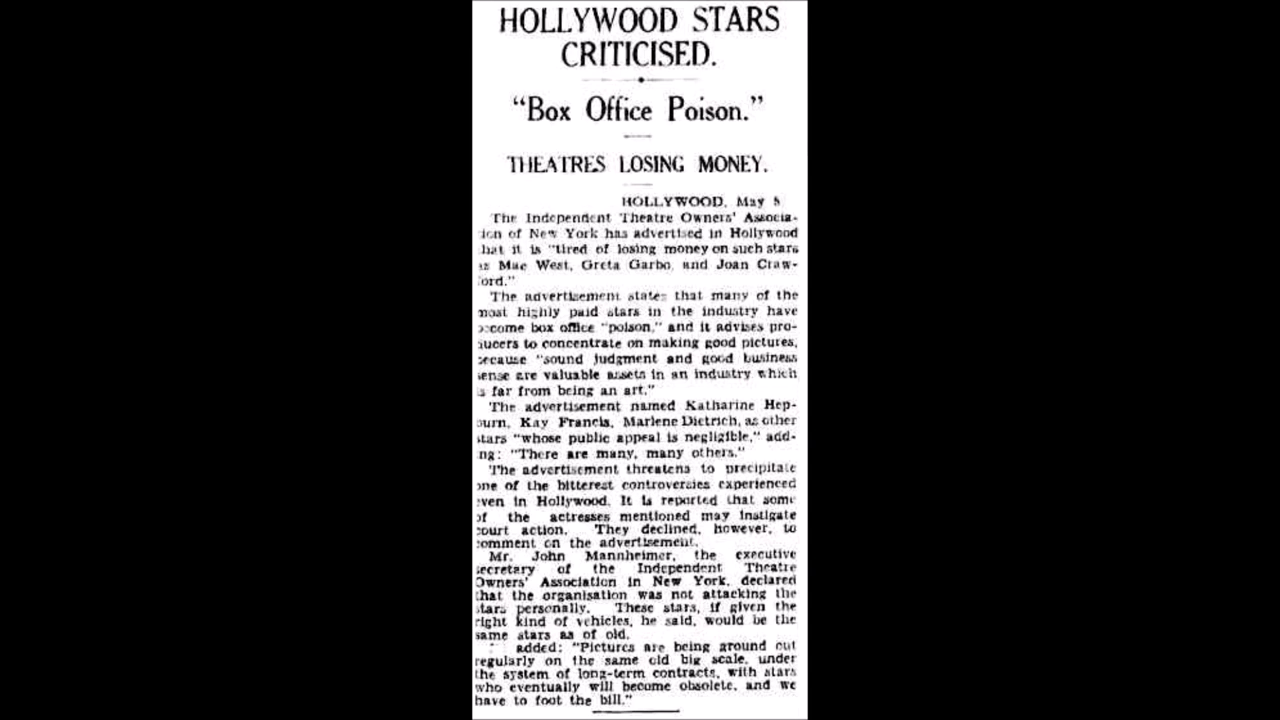 HOLLYWOOD STARS
CRITICISED.
"Box Office Poison."
THEATRES LOSING MONEY.
HOLLYWOOD, May 5
The Independent Theatre Owners' Associa-
ion of New York has advertised in Hollywood
hat it is "tired of losing money on such stars
as Mae West, Greta Garbo, and Joan Craw-
ord."
The advertisement states that many of the
most highly paid stars in the industry have
come box office "poison," and it advises pro-
ucers to concentrate on making good pictures,
ecause "sound judgment and good business
sense are valuable assets in an industry which
is far from being an art."
The advertisement named Katharine Hep-
burn, Kay Francis, Marlene Dietrich, as other
stars "whose public appeal is negligible," add-
ng: "There are many, many others."
The advertisement threatens to precipitate
one of the bitterest controversies experienced
even in Hollywood. It is reported that some
of the actresses mentioned may instigate
court action. They declined, however, to
comment on the advertisement.
Mr. John Mannheimer, the executive
secretary of the Independent Theatre
Owners' Association in New York, declared
that the organisation was not attacking the
stars personally. These stars, if given the
right kind of vehicles, he said, would be the
same stars as of old.
added: "Pictures are being ground out
regularly on the same old big scale, under
the system of long-term contracts, with stars
who eventually will become obsolete, and we
have to foot the bill."